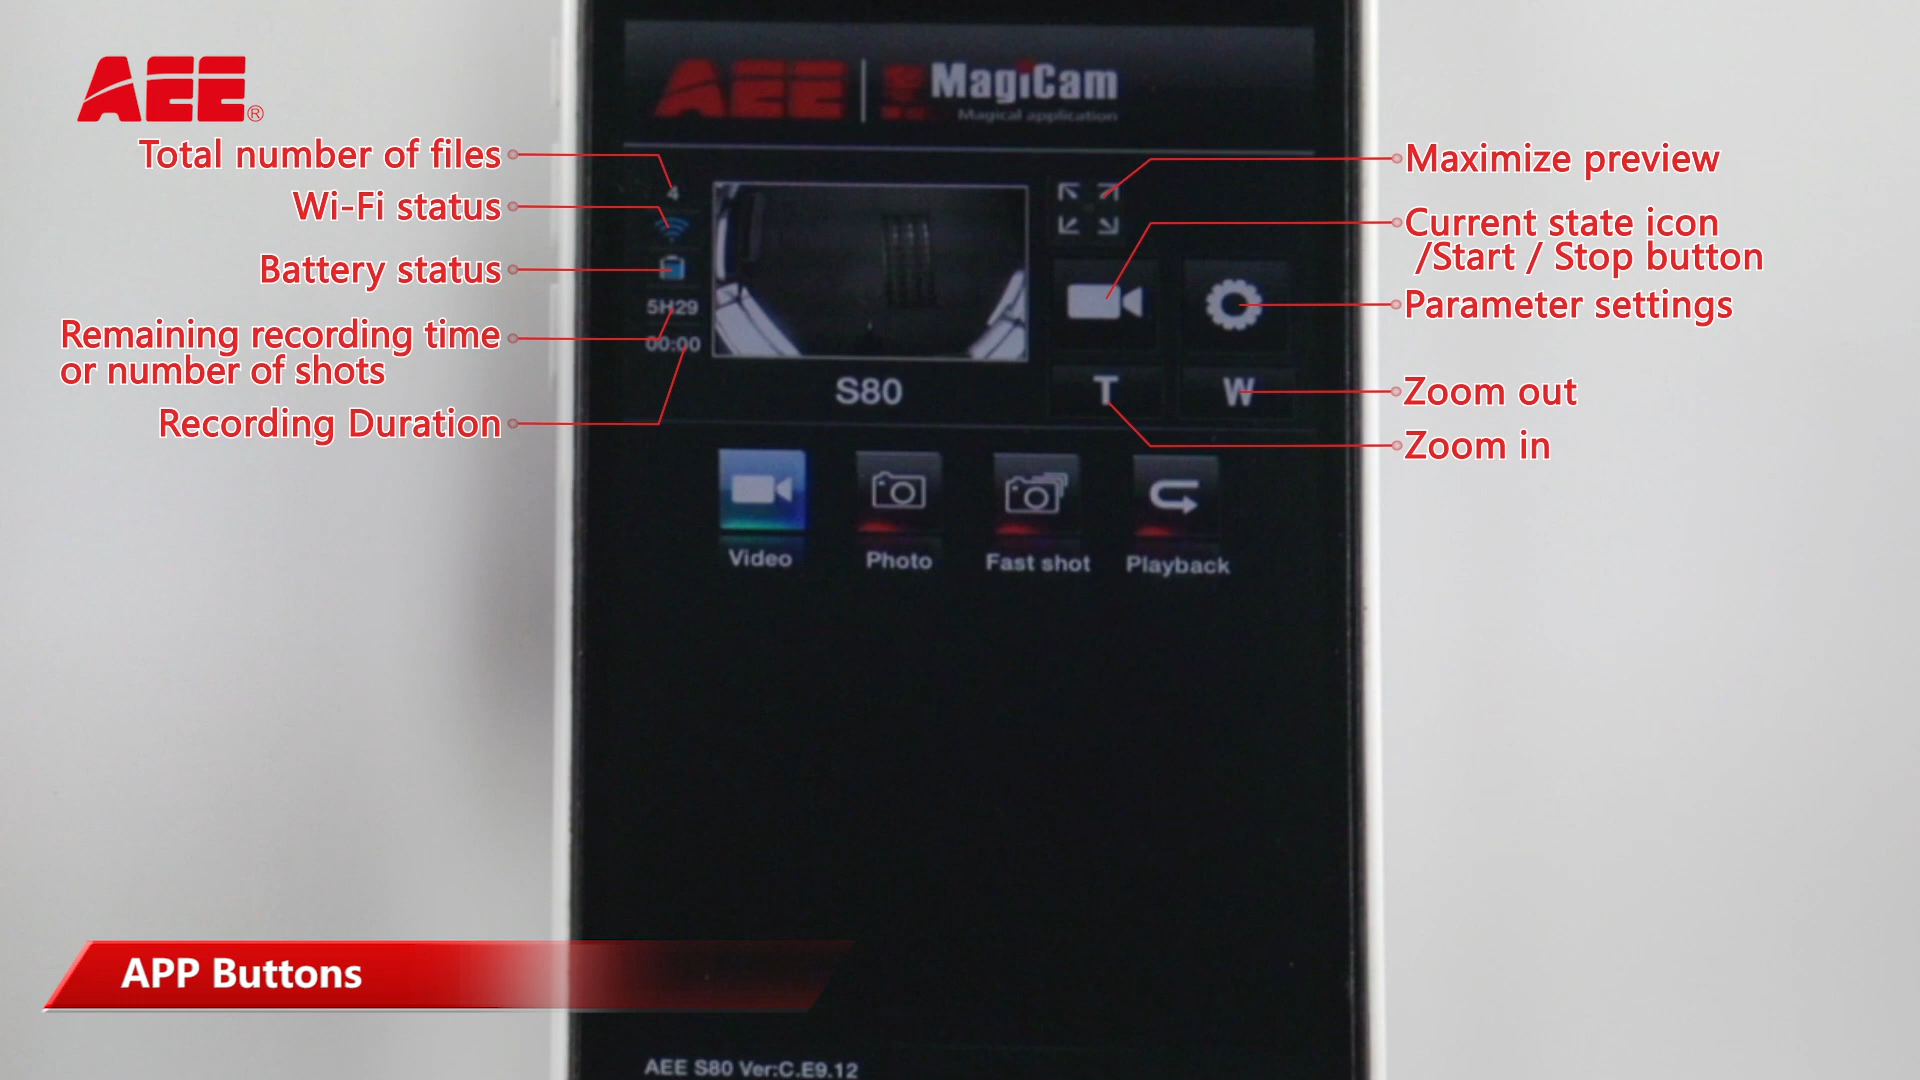 AEE®
AEE MagiCam
Magical application
Total number of files
Wi-Fi status
Battery status
Remaining recording time
or number of shots
Recording Duration
4
5H29
00:00
S80
T
W
Maximize preview
Current state icon
/Start / Stop button
Parameter settings
Zoom out
Zoom in
Video
Photo
Fast shot
Playback
APP Buttons
AEE S80 Ver:C.E9.12